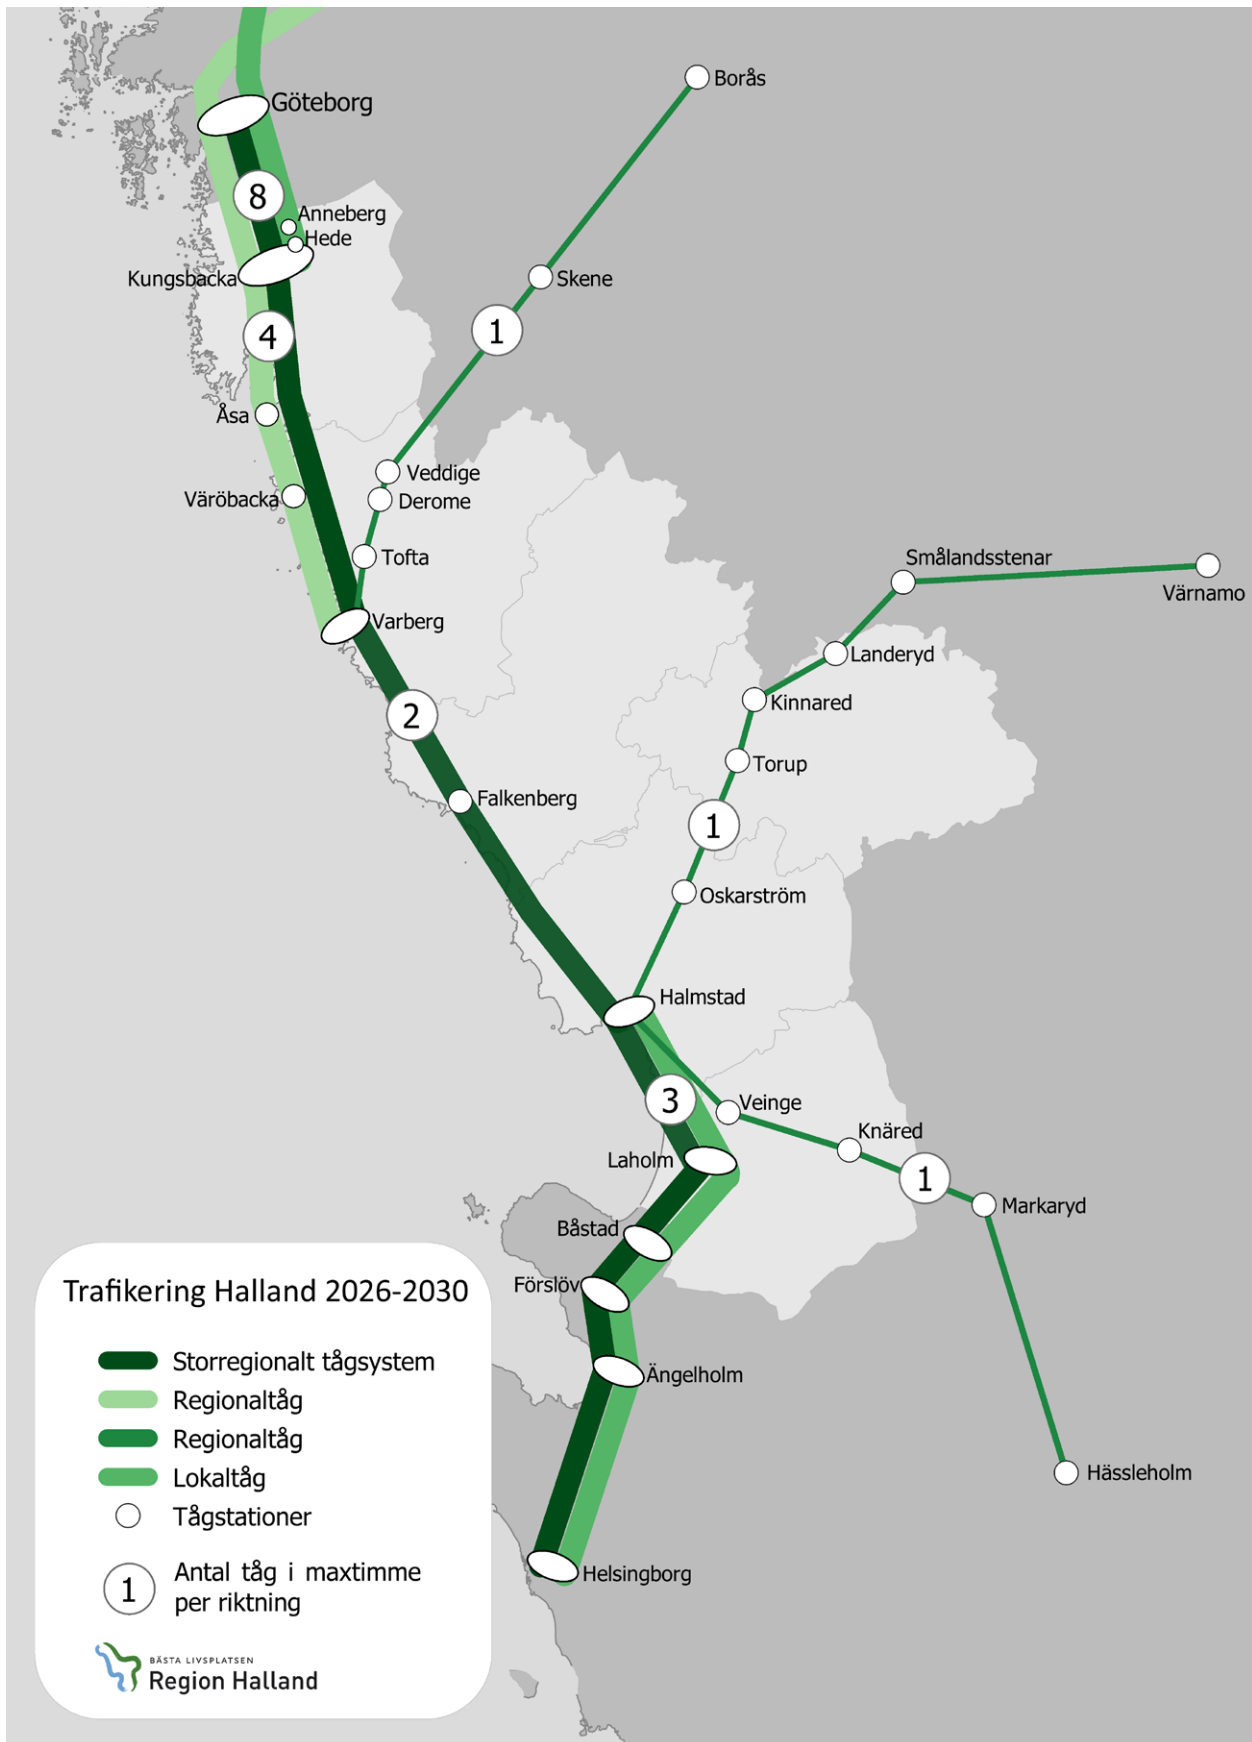 Borås
Göteborg
8
Anneberg
Hede
Kungsbacka
Skene
1
4
Åsa
Veddige
Väröbacka
Derome
Tofta
Smålandsstenar
Värnamo
Varberg
Landeryd
Kinnared
2
Torup
Falkenberg
1
Oskarström
Halmstad
3
Veinge
Knäred
Laholm
1
Markaryd
Båstad
Förslöv
Ängelholm
Hässleholm
Helsingborg
Trafikering Halland 2026-2030
Storregionalt tågsystem
Regionaltåg
Regionaltåg
Lokaltåg
Tågstationer
1
Antal tåg i maxtimme
per riktning
BÄSTA LIVSPLATSEN
Region Halland